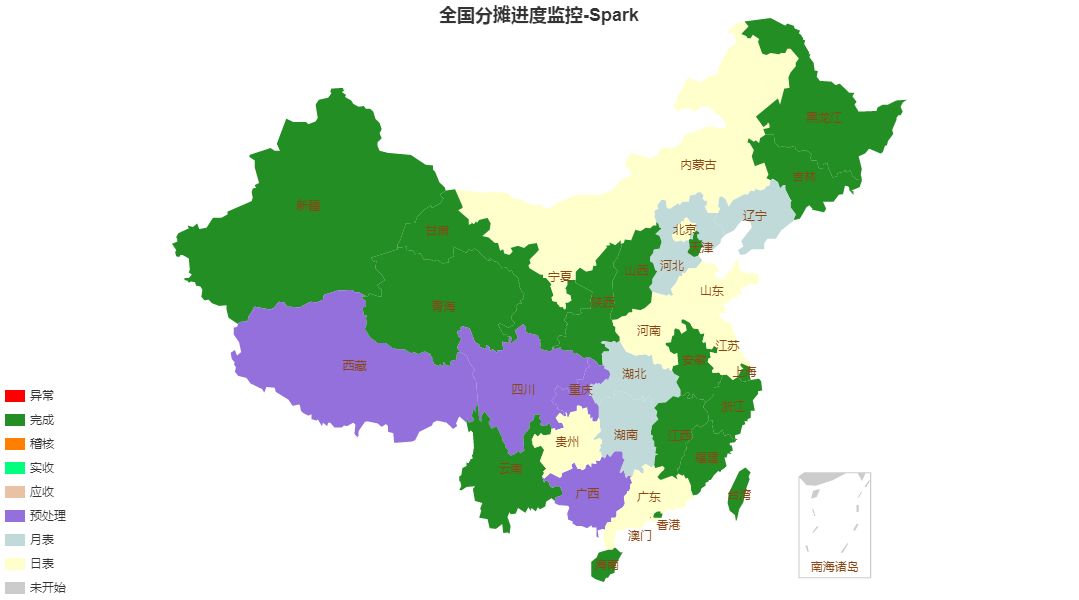 全国分摊进度监控-Spark
黑龙江
内蒙古
吉林
新疆
辽宁
甘肃
北京
天津
河北
山西
宁夏
山东
陕西
青海
河南
江苏
安徽
西藏
上海
湖北
四川
重庆
浙江
湖南
江西
贵州
福建
云南
广西
广东
台湾
香港
澳门
海南
南海诸岛
异常
完成
稽核
实收
应收
预处理
月表
日表
未开始